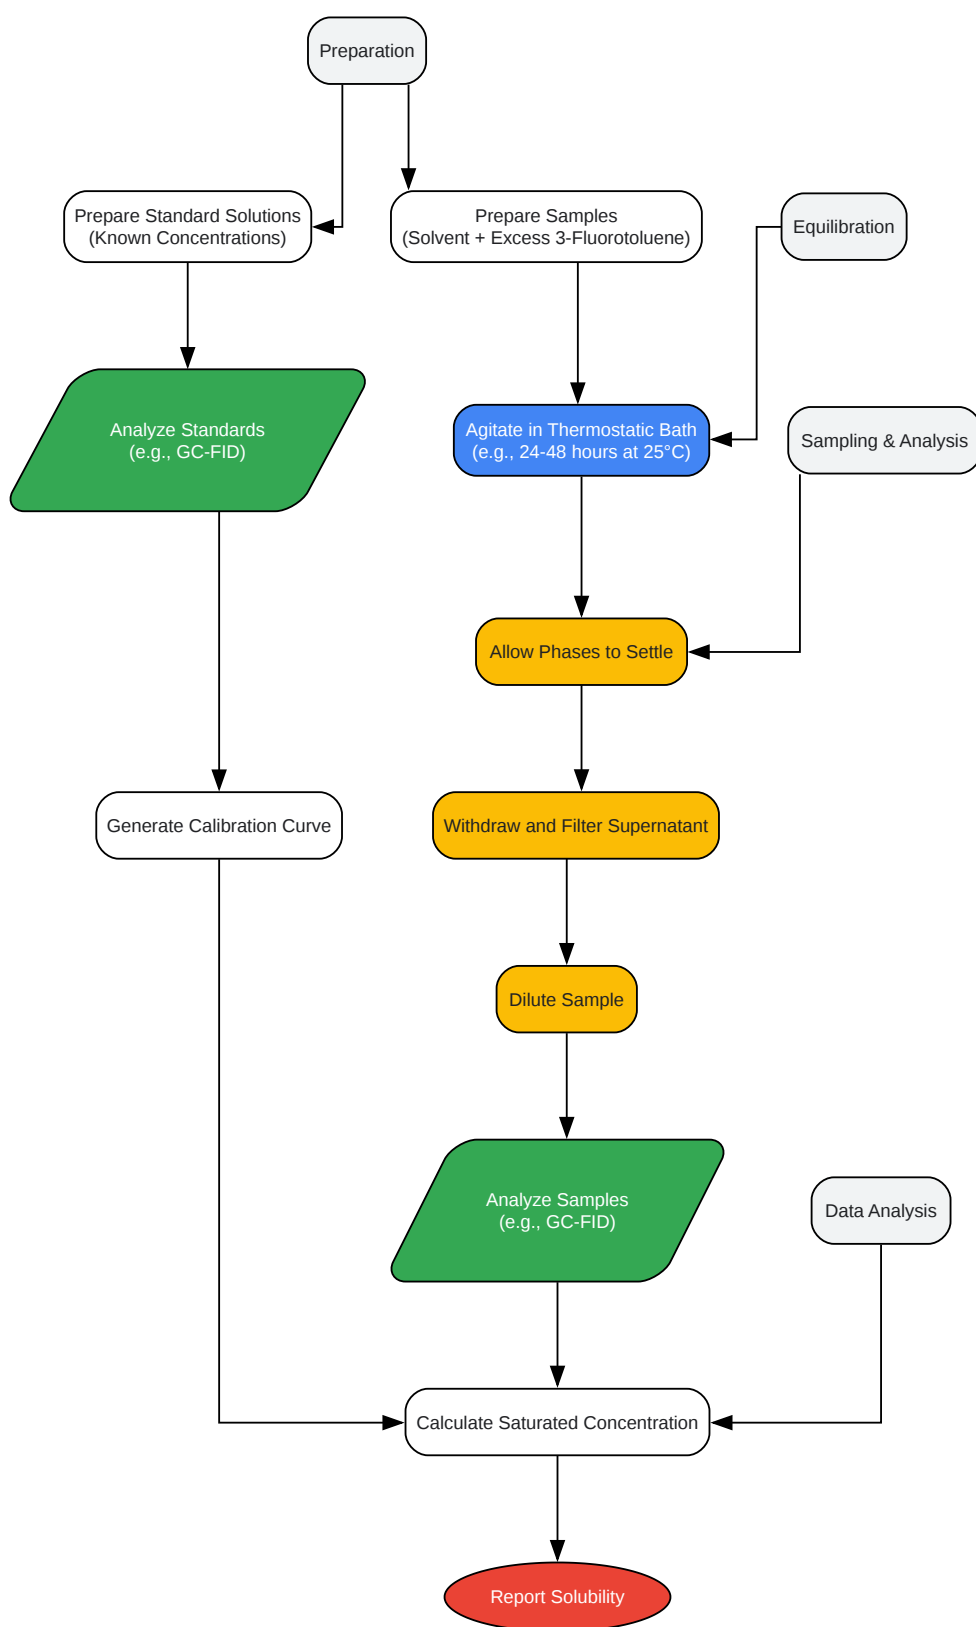 Preparation
Prepare Standard Solutions
(Known Concentrations)
Prepare Samples
(Solvent + Excess 3-Fluorotoluene)
Equilibration
Analyze Standards
(e.g., GC-FID)
Agitate in Thermostatic Bath
(e.g., 24-48 hours at 25°C)
Sampling & Analysis
Allow Phases to Settle
Generate Calibration Curve
Withdraw and Filter Supernatant
Dilute Sample
Analyze Samples
(e.g., GC-FID)
Data Analysis
Calculate Saturated Concentration
Report Solubility